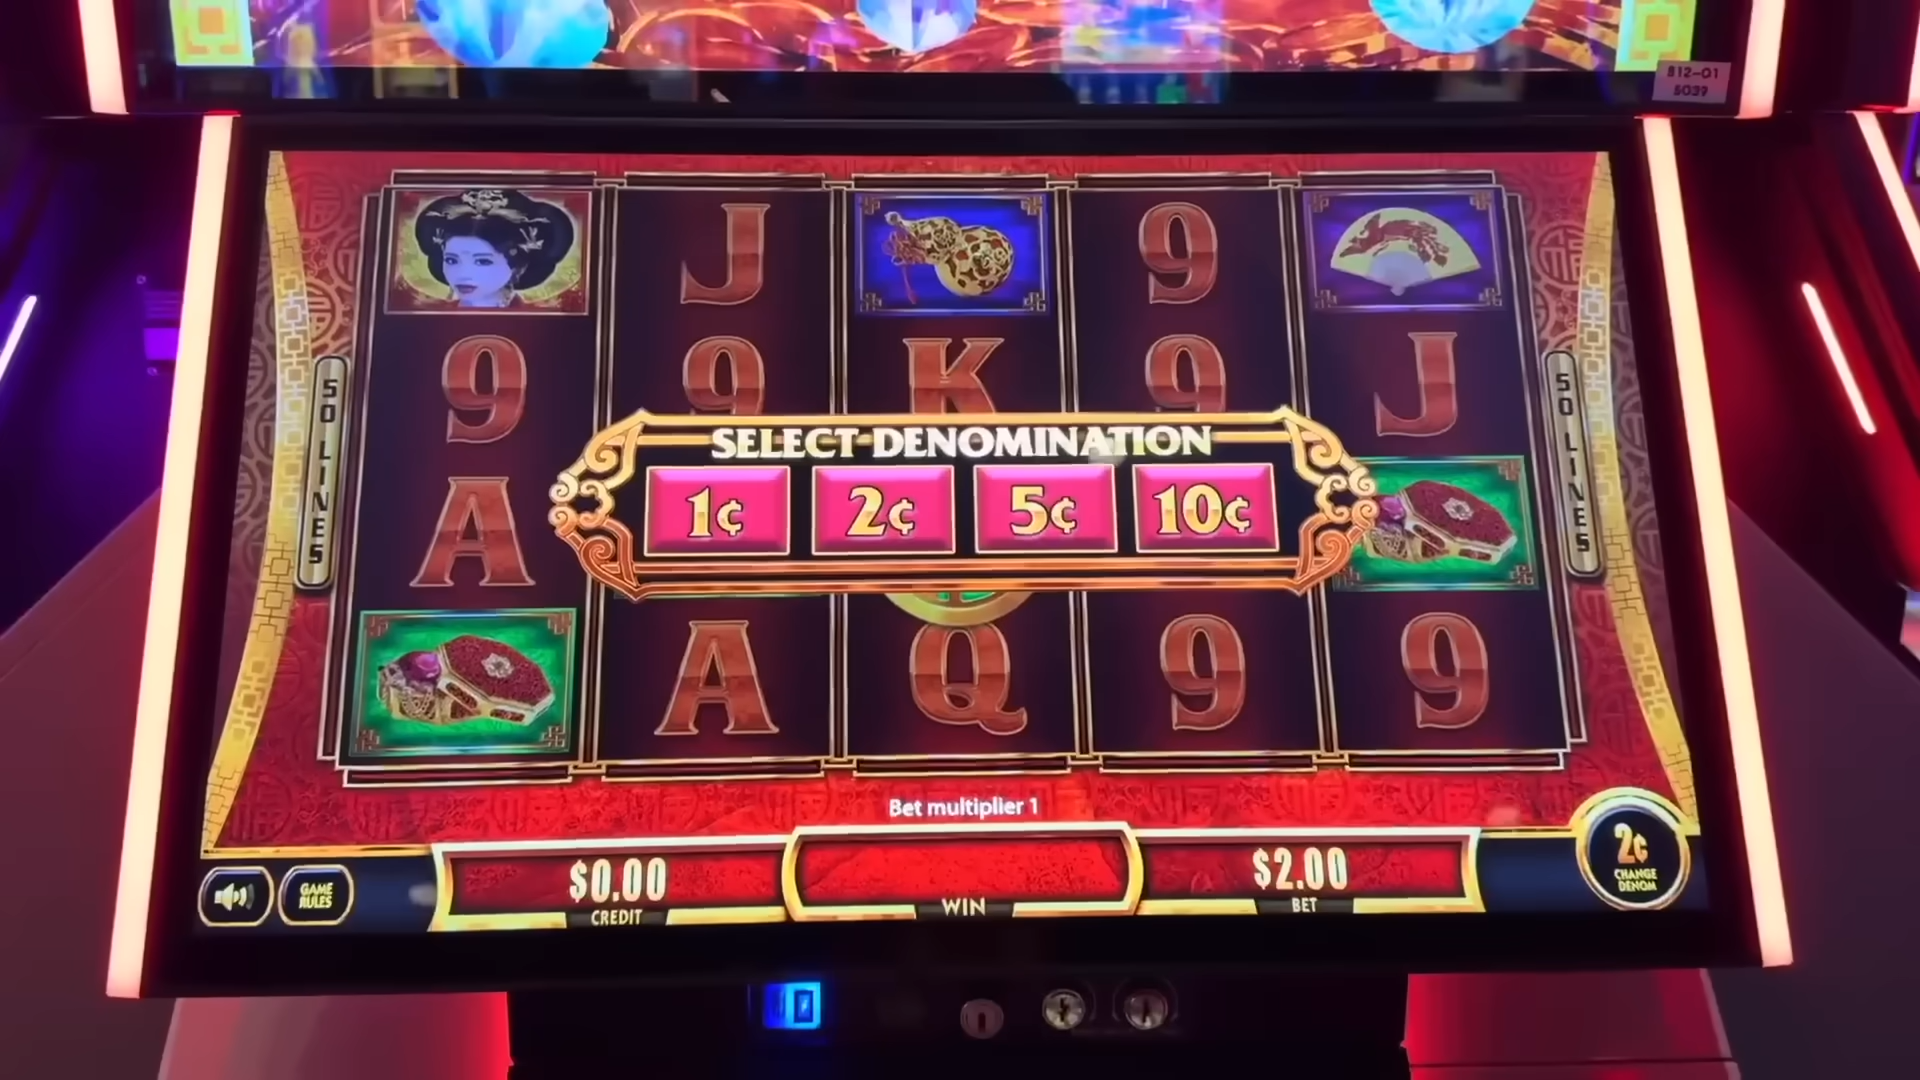 B12-01
5039
J
9
9
9
K
9
J
50 LINES
50 LINES
SELECT DENOMINATION
1¢
2¢
5¢
10¢
A
A
Q
9
9
Bet multiplier 1
2¢
CHANGE
DENOM
GAME
RULES
$0.00
CREDIT
WIN
$2.00
BET